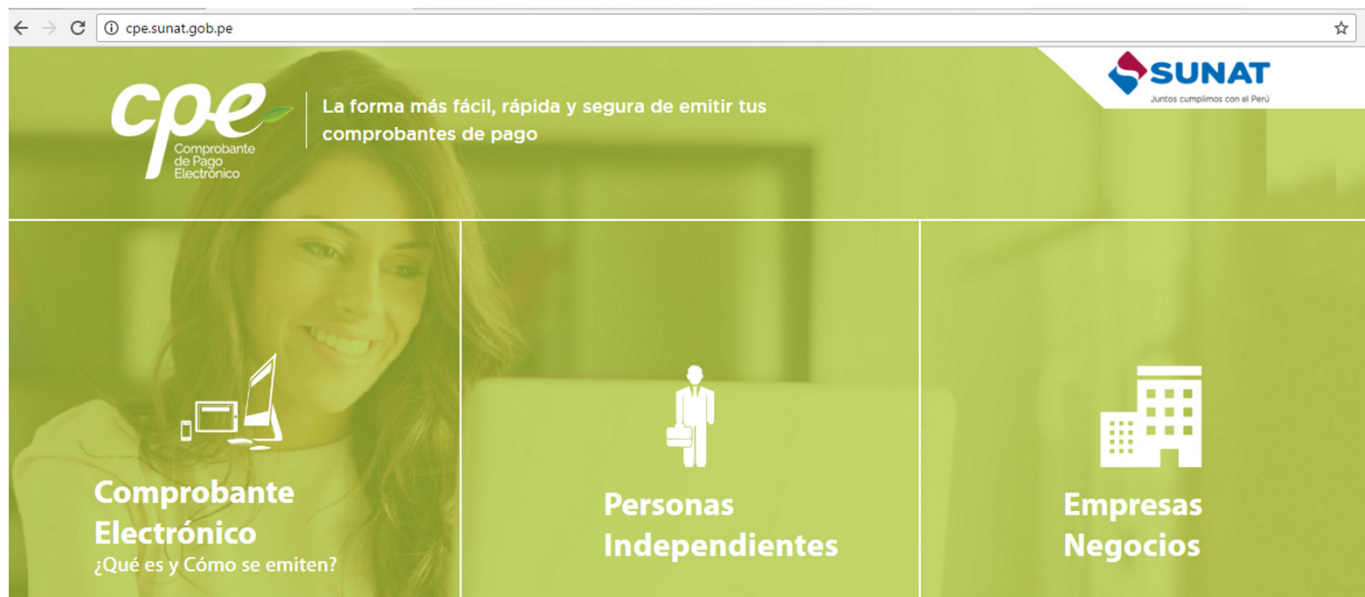 cpe.sunat.gob.pe
cpe
Comprobante
de Pago
Electrónico
La forma más fácil, rápida y segura de emitir tus
comprobantes de pago
SUNAT
Juntos cumplimos con el Perú
Comprobante
Electrónico
¿Qué es y Cómo se emiten?
Personas
Independientes
Empresas
Negocios